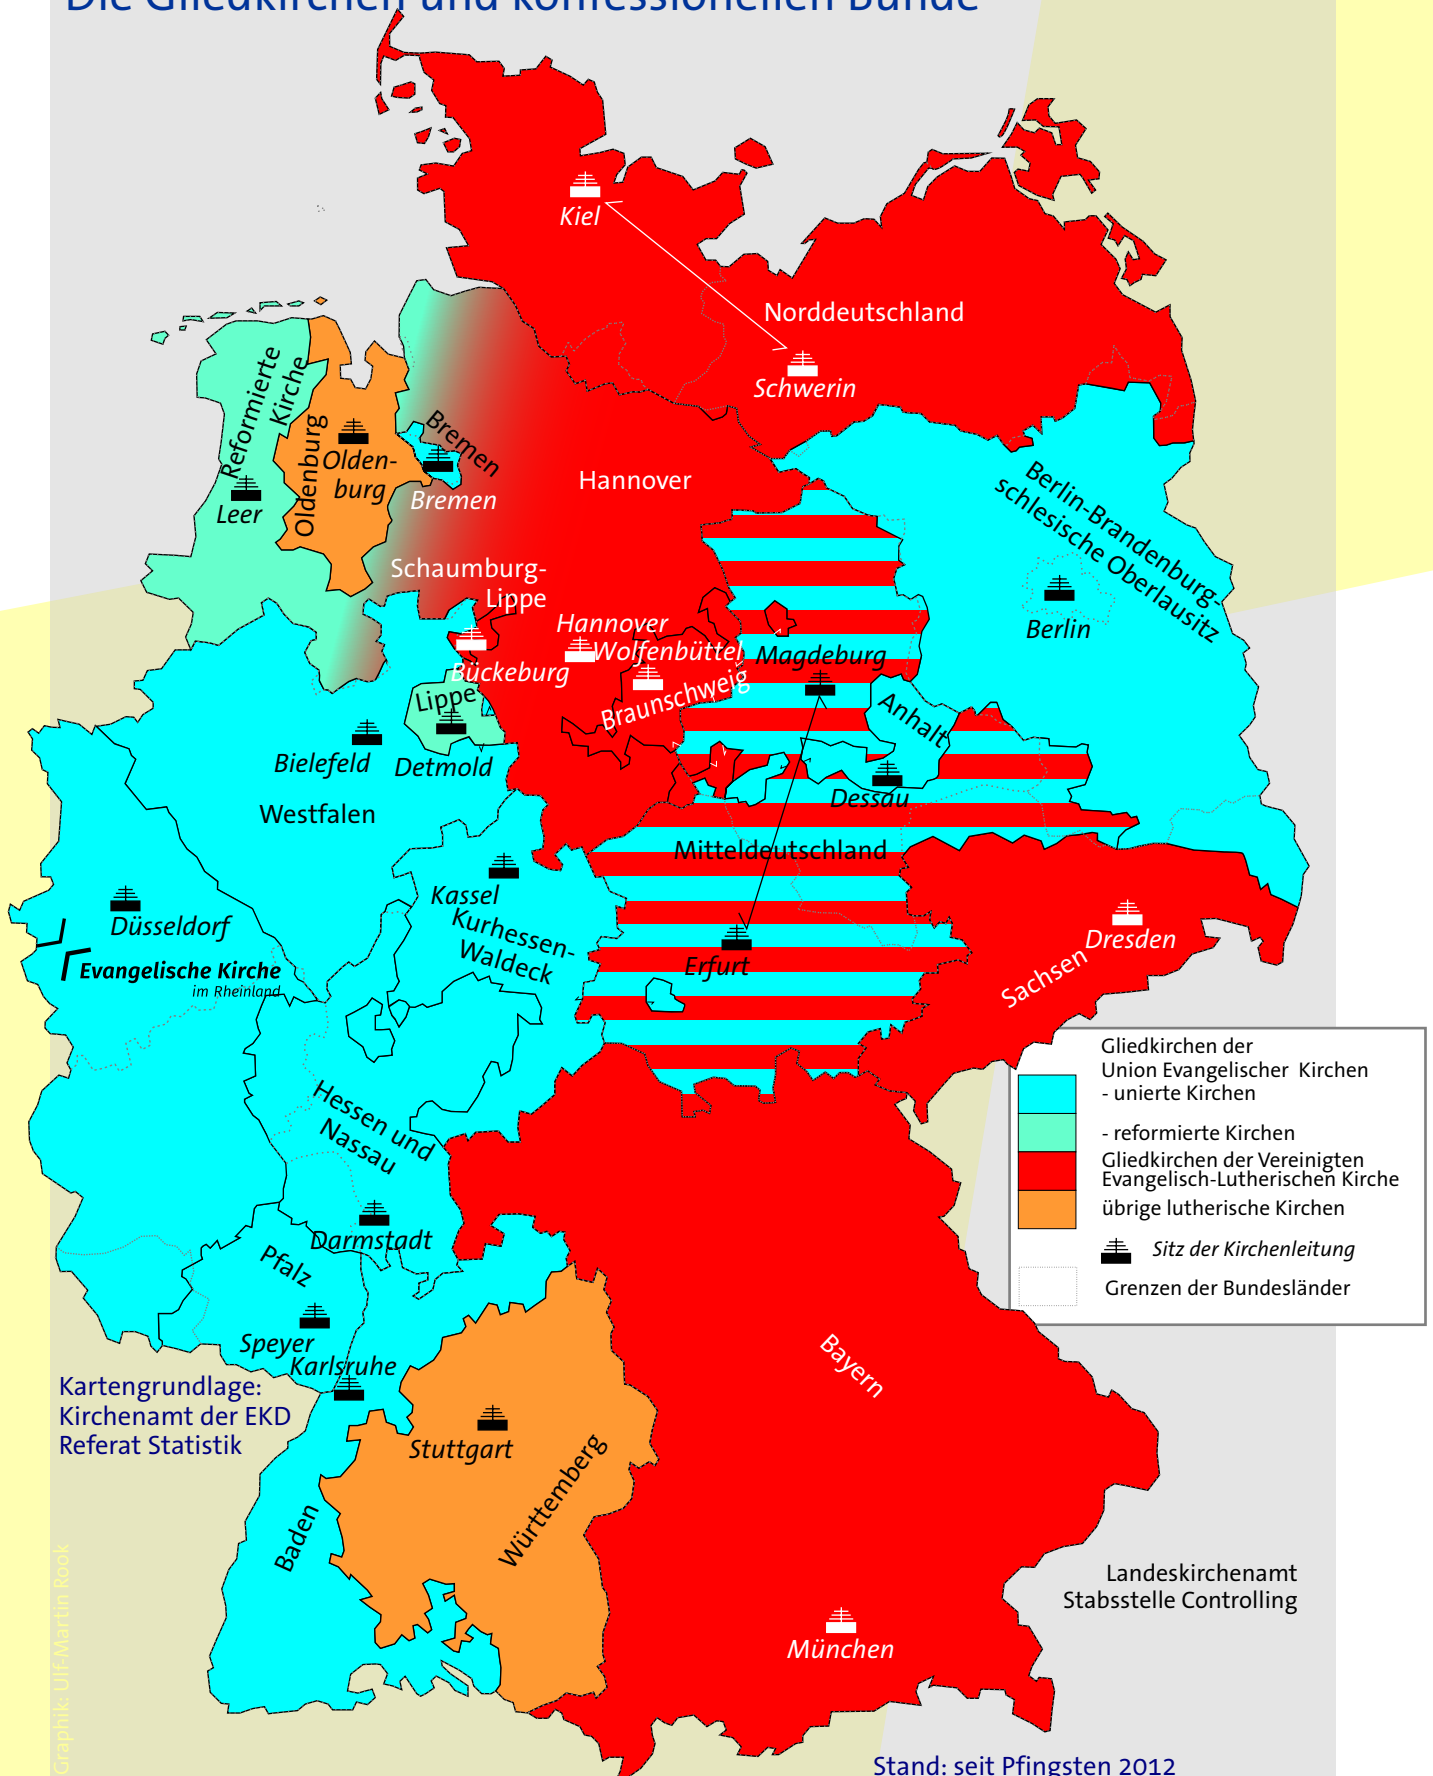 Die Gliedkirchen und konfessionellen Bünde
Kiel
Norddeutschland
Schwerin
Reformierte
Kirche
Leer
Oldenburg
Olden-
burg
Bremen
Bremen
Hannover
Schaumburg-
Lippe
Hannover
Wolfenbüttel
Bückeburg
Braunschweig
Magdeburg
Berlin-Brandenburg-
schlesische Oberlausitz
Berlin
Lippe
Detmold
Bielefeld
Westfalen
Anhalt
Dessau
Mitteldeutschland
Kassel
Kurhessen-
Waldeck
Düsseldorf
Evangelische Kirche
im Rheinland
Erfurt
Dresden
Sachsen
Gliedkirchen der
Union Evangelischer Kirchen
- unierte Kirchen
- reformierte Kirchen
Gliedkirchen der Vereinigten
Evangelisch-Lutherischen Kirche
übrige lutherische Kirchen
Sitz der Kirchenleitung
Grenzen der Bundesländer
Hessen und
Nassau
Darmstadt
Pfalz
Speyer
Karlsruhe
Kartengrundlage:
Kirchenamt der EKD
Referat Statistik
Stuttgart
Württemberg
Baden
Bayern
München
Landeskirchenamt
Stabsstelle Controlling
Graphik: Ulf-Martin Rook
Stand: seit Pfingsten 2012